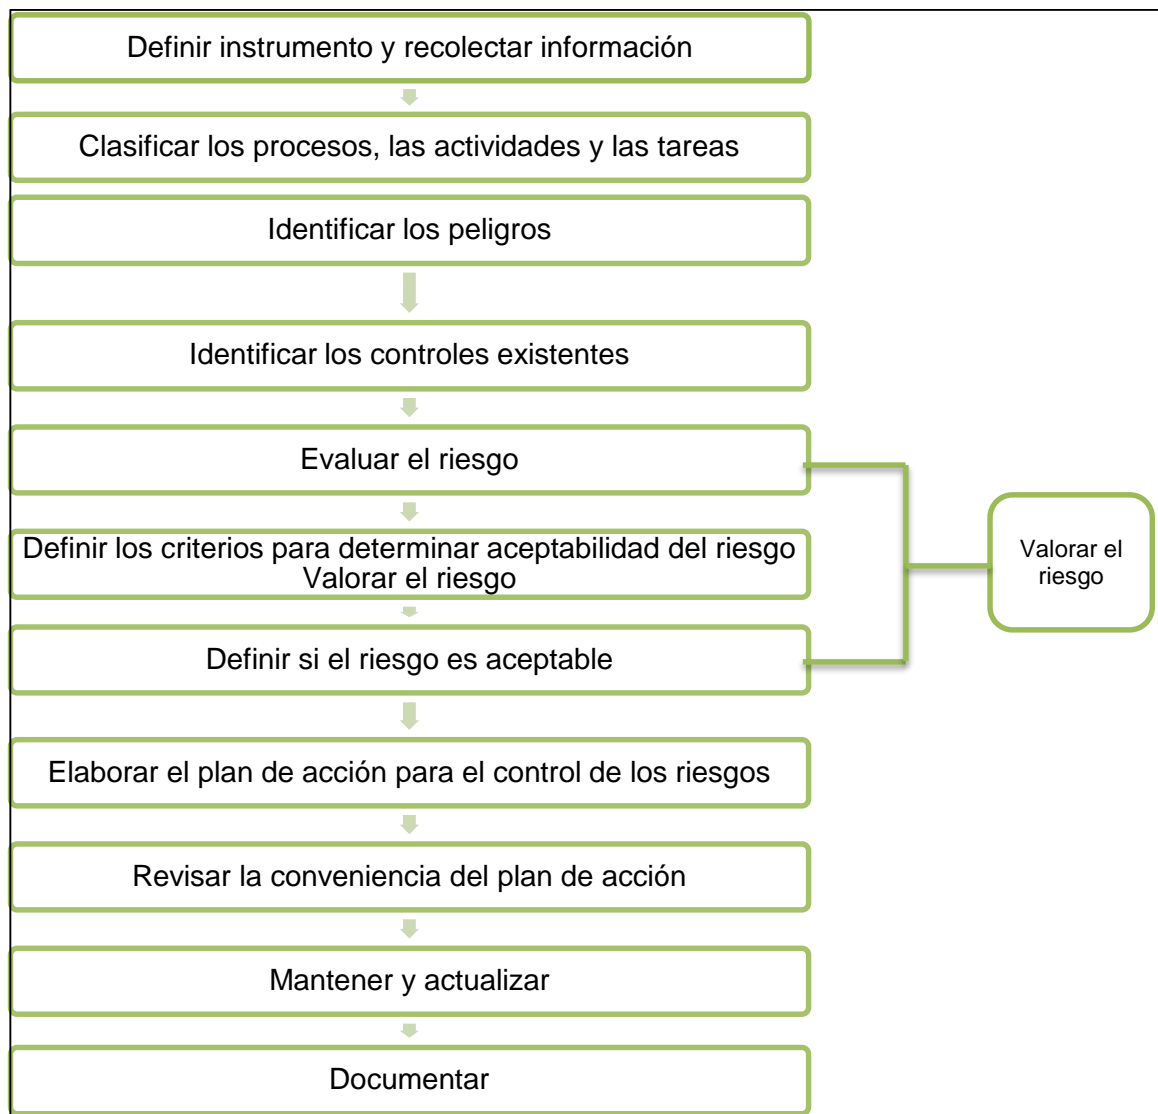 Definir instrumento y recolectar información
Clasificar los procesos, las actividades y las tareas
Identificar los peligros
Identificar los controles existentes
Evaluar el riesgo
Definir los criterios para determinar aceptabilidad del riesgo
Valorar el riesgo
Definir si el riesgo es aceptable
Valorar el
riesgo
Elaborar el plan de acción para el control de los riesgos
Revisar la conveniencia del plan de acción
Mantener y actualizar
Documentar